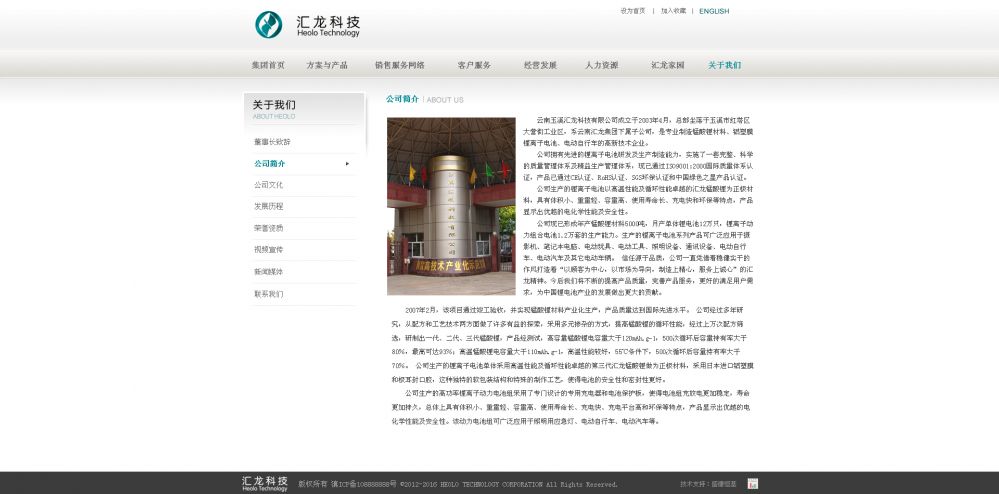 汇龙科技
Heolo Technology
设为首页 | 加入收藏 | ENGLISH
集团首页 方案与产品 销售服务网络 客户服务 经营发展 人力资源 汇龙家园 关于我们
关于我们
ABOUT HEOLO
董事长致辞
公司简介
公司文化
发展历程
荣誉资质
视频宣传
新闻媒体
联系我们
公司简介 | ABOUT US
云南玉溪汇龙科技有限公司成立于2003年4月，总部坐落于玉溪市红塔区
大营街工业区，系云南汇龙集团下属子公司，是专业制造锰酸锂材料、铝塑膜
锂离子电池、电动自行车的高新技术企业。
公司拥有先进的锂离子电池研发及生产制造能力，实施了一套完整、科学
的质量管理体系及精益生产管理体系，现已通过ISO9001:2000国际质量体系认
证，产品已通过CE认证、RoHS认证、SGS环保认证和中国绿色之星产品认证。
公司生产的锂离子电池以高温性能及循环性能卓越的汇龙锰酸锂为正极材
料，具有体积小、重量轻、容量高、使用寿命长、充电快和环保等特点，产品
显示出优越的电化学性能及安全性。
公司现已形成年产锰酸锂材料5000吨，月产单体锂电池12万只，锂离子动
力组合电池1.2万套的生产能力。生产的锂离子电池系列产品可广泛应用于摄
影机、笔记本电脑、电动玩具、电动工具、照明设备、通讯设备、电动自行
车、电动汽车及其它电动车辆。 信任源于品质，公司一直凭借着稳健实干的
作风打造着“以顾客为中心，以市场为导向，制造上精心，服务上诚心”的汇
龙精神。今后我们将不断的提高产品质量，完善产品服务，更好的满足用户需
求，为中国锂电池产业的发展做出更大的贡献。
2007年2月，该项目通过竣工验收，并实现锰酸锂材料产业化生产，产品质量达到国际先进水平。 公司经过多年研
究，从配方和工艺技术两方面做了许多有益的探索，采用多元掺杂的方式，提高锰酸锂的循环性能，经过上万次配方筛
选，研制出一代、二代、三代锰酸锂，产品经测试，高容量锰酸锂电容量大于120mAh.g-1；500次循环后容量持有率大于
80%，最高可达93%；高温锰酸锂电容量大于110mAh.g-1，高温性能较好，55℃条件下，500次循环后容量持有率大于
70%。 公司生产的锂离子电池单体采用高温性能及循环性能卓越的第三代汇龙锰酸锂做为正极材料，采用日本进口铝塑膜
和极耳封口胶，这种独特的软包装结构和特殊的制作工艺，使得电池的安全性和密封性更好。
公司生产的高功率锂离子动力电池组采用了专门设计的专用充电器和电池保护板，使得电池组充放电更加稳定，寿命
更加持久，总体上具有体积小、重量轻、容量高、使用寿命长、充电快、充电平台高和环保等特点，产品显示出优越的电
化学性能及安全性。该动力电池组可广泛应用于照明用应急灯、电动自行车、电动汽车等。
汇龙科技
Heolo Technology
版权所有 滇ICP备108888888号 ©2012-2015 HEOLO TECHNOLOGY CORPORATION All Rights Reserved.